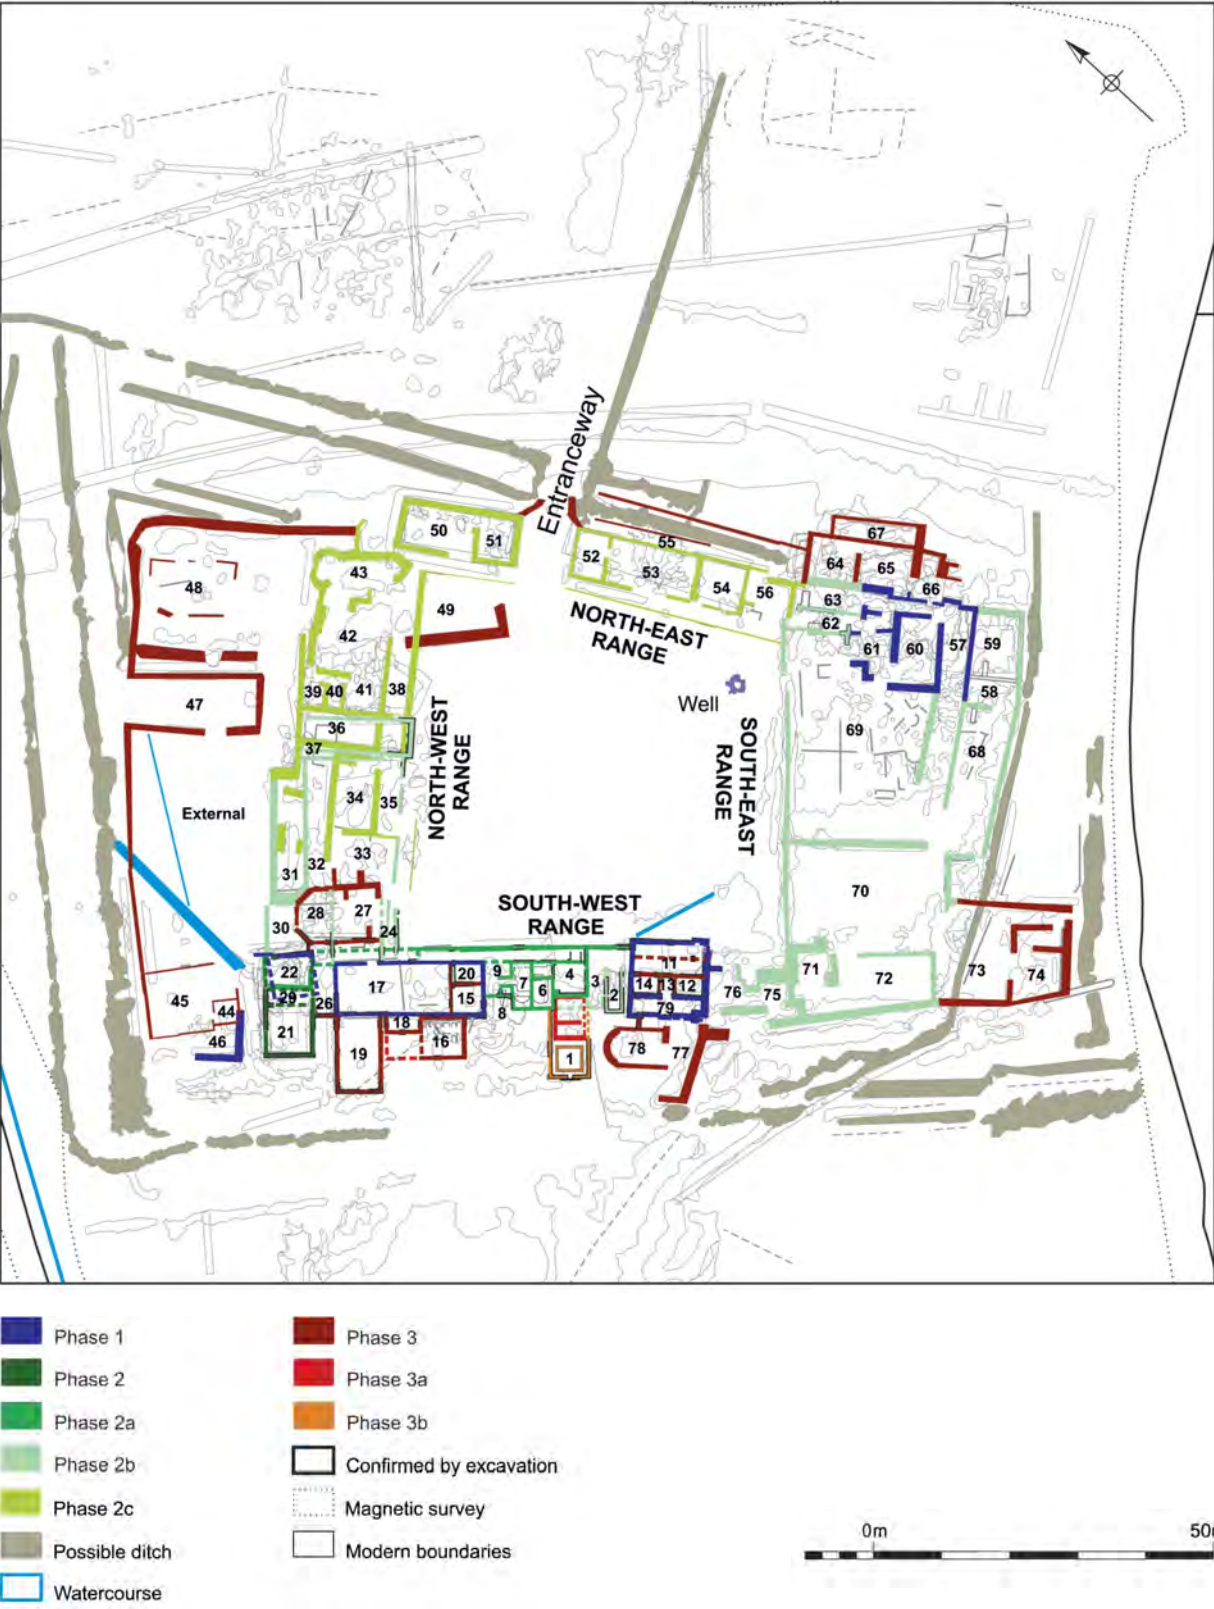 Entranceway
67
50
51
55
64
65
52
53
66
43
48
54
56
63
49
62
42
61
60
57
59
NORTH-EAST
RANGE
39
40
41
38
58
47
Well
36
69
37
68
NORTH-WEST
RANGE
SOUTH-EAST
RANGE
34
35
External
33
32
31
70
SOUTH-WEST
RANGE
28
27
30
24
11
22
20
9
4
71
72
73
74
17
7
3
14
13
12
29
6
2
76
75
45
26
15
79
44
8
21
18
46
16
78
77
19
1
Phase 1
Phase 2
Phase 2a
Phase 2b
Phase 2c
Possible ditch
Watercourse
Phase 3
Phase 3a
Phase 3b
Confirmed by excavation
Magnetic survey
Modern boundaries
0m
50m